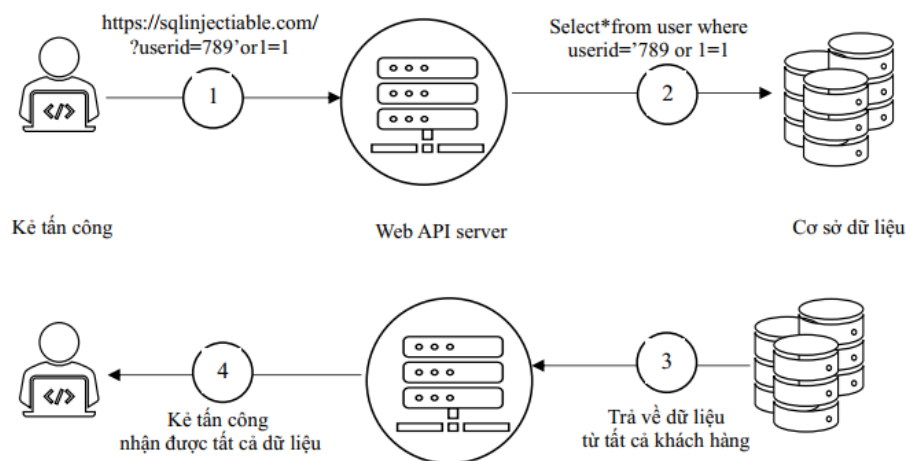 https://sqlinjectiable.com/
?userid=789’or1=1
1
Select*from user where
userid=’789 or 1=1
2
</>
Kẻ tấn công
Web API server
Cơ sở dữ liệu
</>
4
Kẻ tấn công
nhận được tất cả dữ liệu
3
Trả về dữ liệu
từ tất cả khách hàng